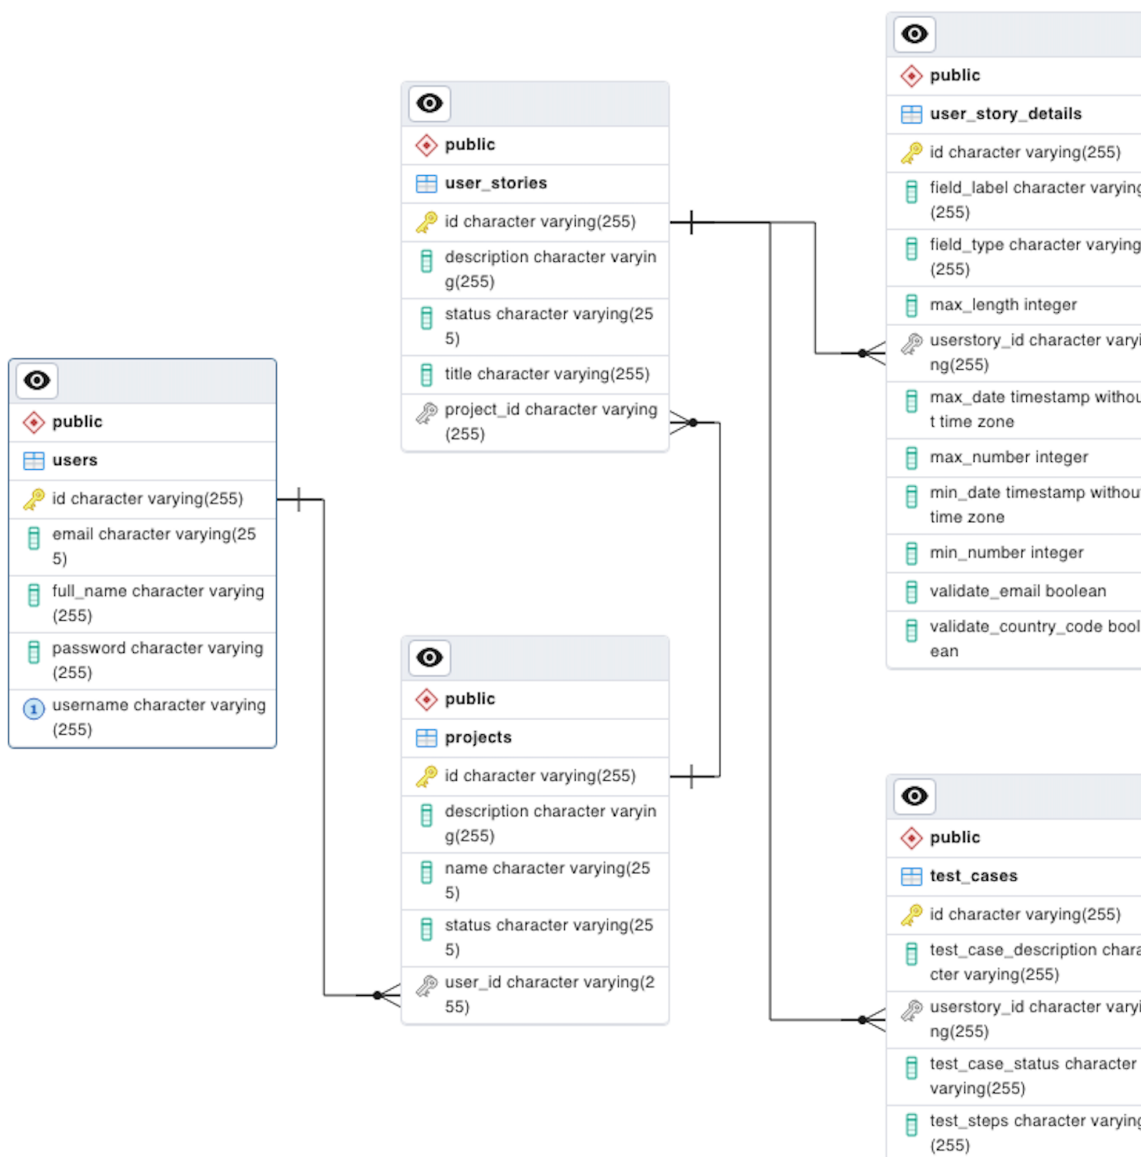 public
users
id character varying(255)
email character varying(25
5)
full_name character varying
(255)
password character varying
(255)
1 username character varying
(255)
public
user_stories
id character varying(255)
description character varyin
g(255)
status character varying(25
5)
title character varying(255)
project_id character varying
(255)
public
projects
id character varying(255)
description character varyin
g(255)
name character varying(25
5)
status character varying(25
5)
user_id character varying(2
55)
public
user_story_details
id character varying(255)
field_label character varying
(255)
field_type character varying
(255)
max_length integer
userstory_id character varyi
ng(255)
max_date timestamp withou
t time zone
max_number integer
min_date timestamp without
time zone
min_number integer
validate_email boolean
validate_country_code bool
ean
public
test_cases
id character varying(255)
test_case_description chara
cter varying(255)
userstory_id character varyi
ng(255)
test_case_status character
varying(255)
test_steps character varying
(255)